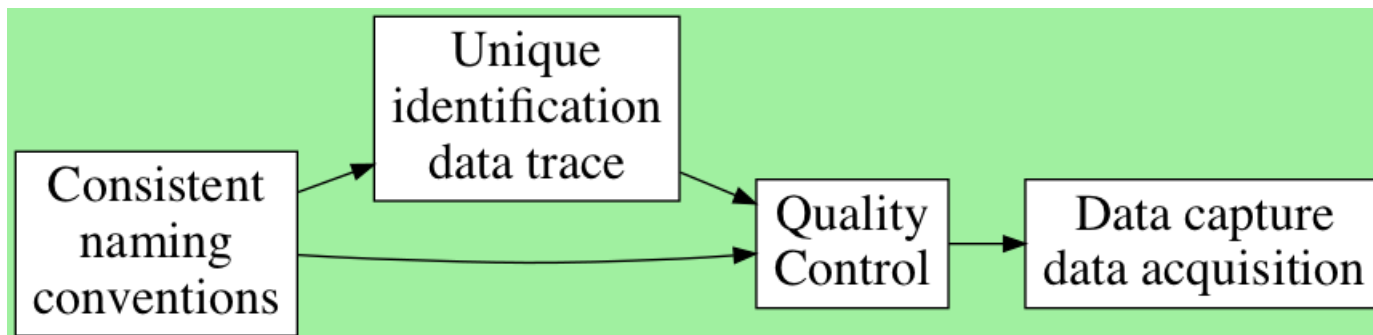 Unique
identification
data trace
Consistent
naming
conventions
Quality
Control
Data capture
data acquisition